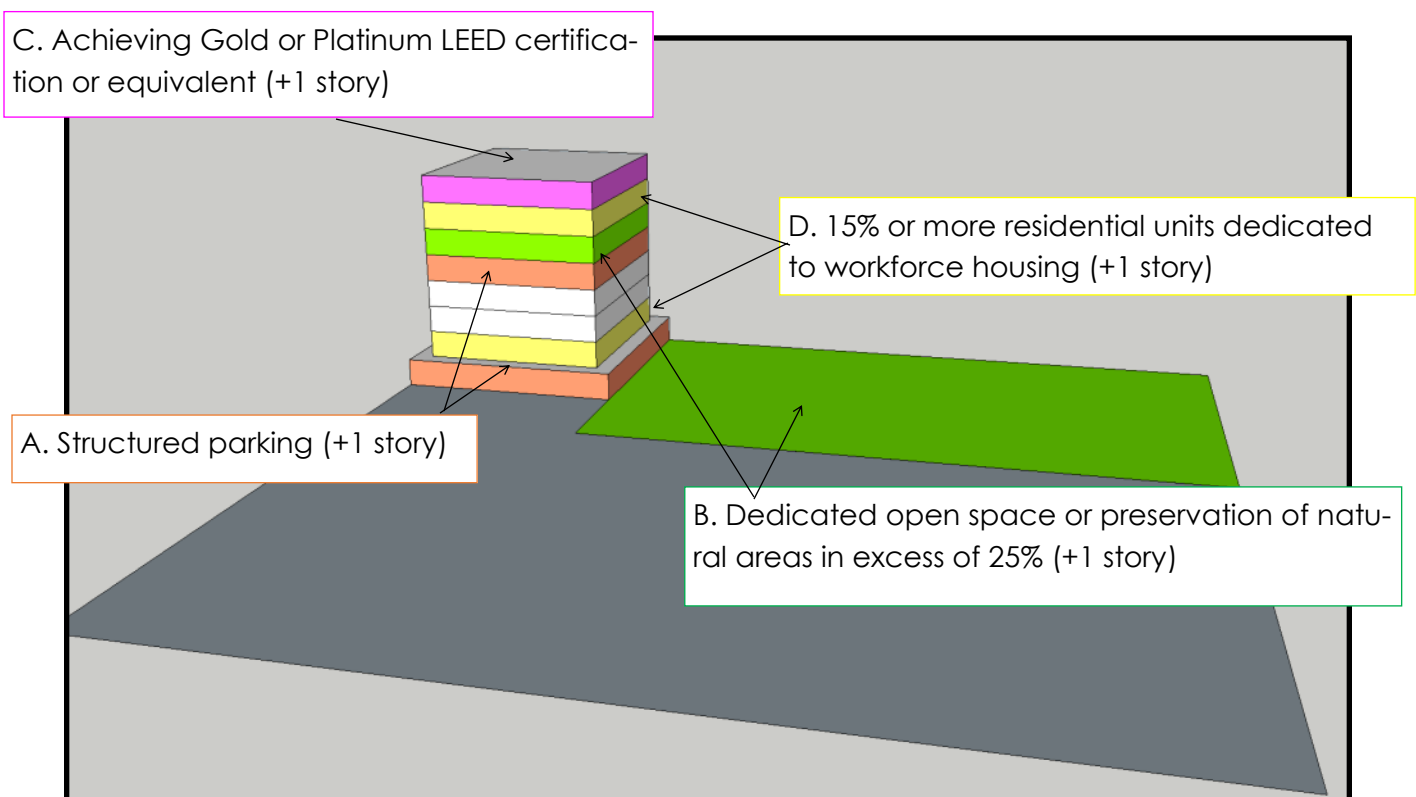 C. Achieving Gold or Platinum LEED certifica-
tion or equivalent (+1 story)
D. 15% or more residential units dedicated
to workforce housing (+1 story)
A. Structured parking (+1 story)
B. Dedicated open space or preservation of natu-
ral areas in excess of 25% (+1 story)